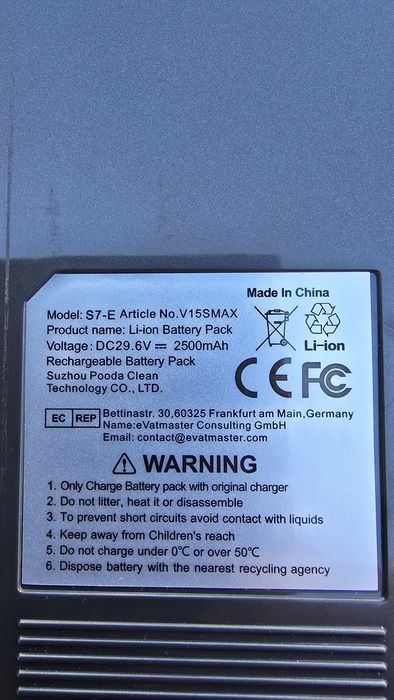 Made In China
Model: S7-E Article No.V15SMAX
Product name: Li-ion Battery Pack
Voltage: DC29.6V ⎓ 2500mAh
Rechargeable Battery Pack
Suzhou Pooda Clean
Technology CO., LTD.
Li-ion
CE FC
EC REP
Bettinastr. 30,60325 Frankfurt am Main,Germany
Name:eVatmaster Consulting GmbH
Email: contact@evatmaster.com
⚠ WARNING
1. Only Charge Battery pack with original charger
2. Do not litter, heat it or disassemble
3. To prevent short circuits avoid contact with liquids
4. Keep away from Children's reach
5. Do not charge under 0℃ or over 50℃
6. Dispose battery with the nearest recycling agency